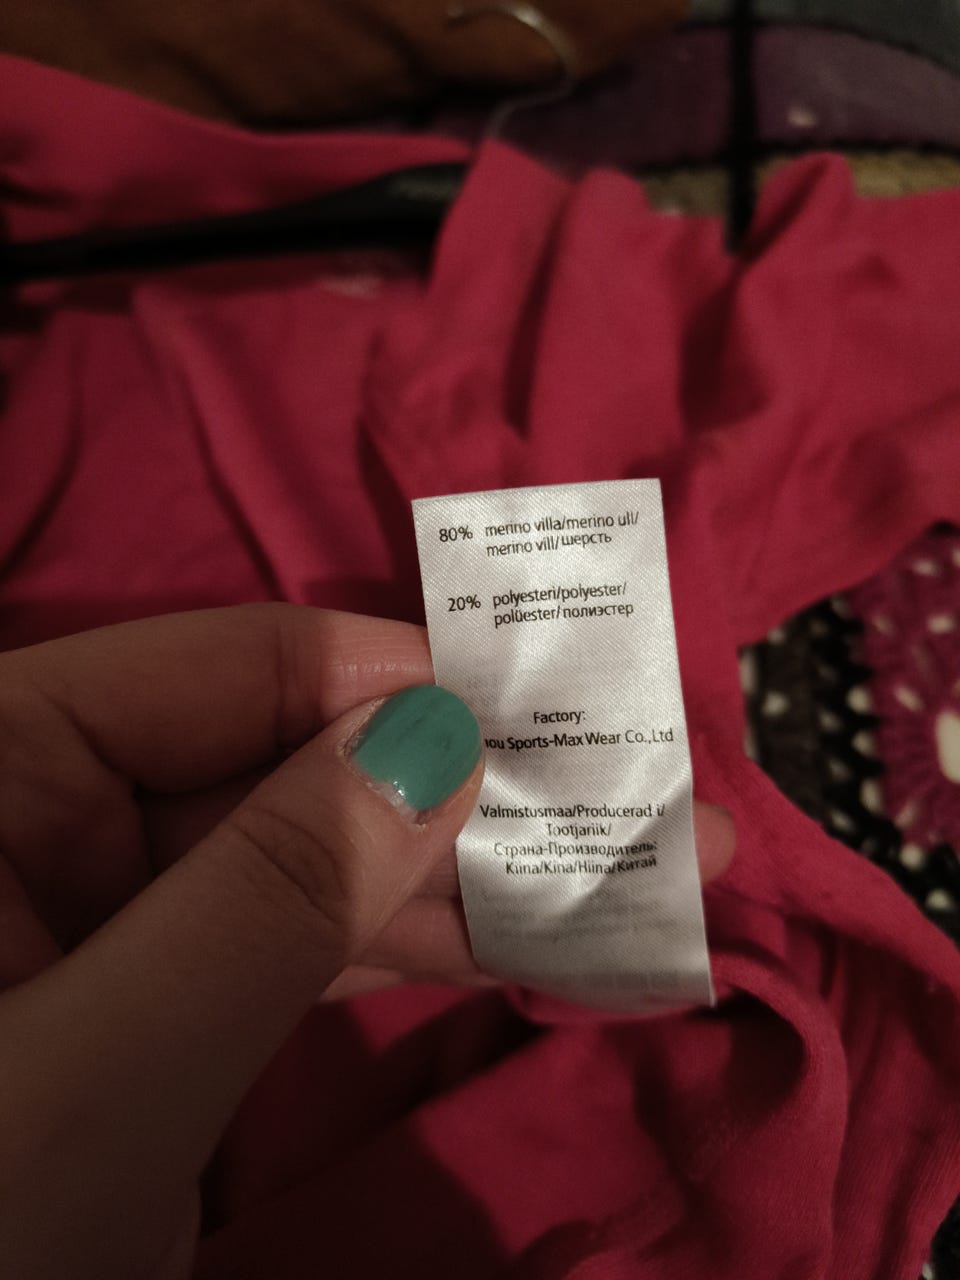 80% merino villa/merino ull/
merino vill/шерсть
20% polyesteri/polyester/
polüester/полиэстер
Factory:
Sports-Max Wear Co.,Ltd
Valmistusmaa/Producerad i/
Tootjariik/
Страна-Производитель:
Kiina/Kina/Hiina/Китай